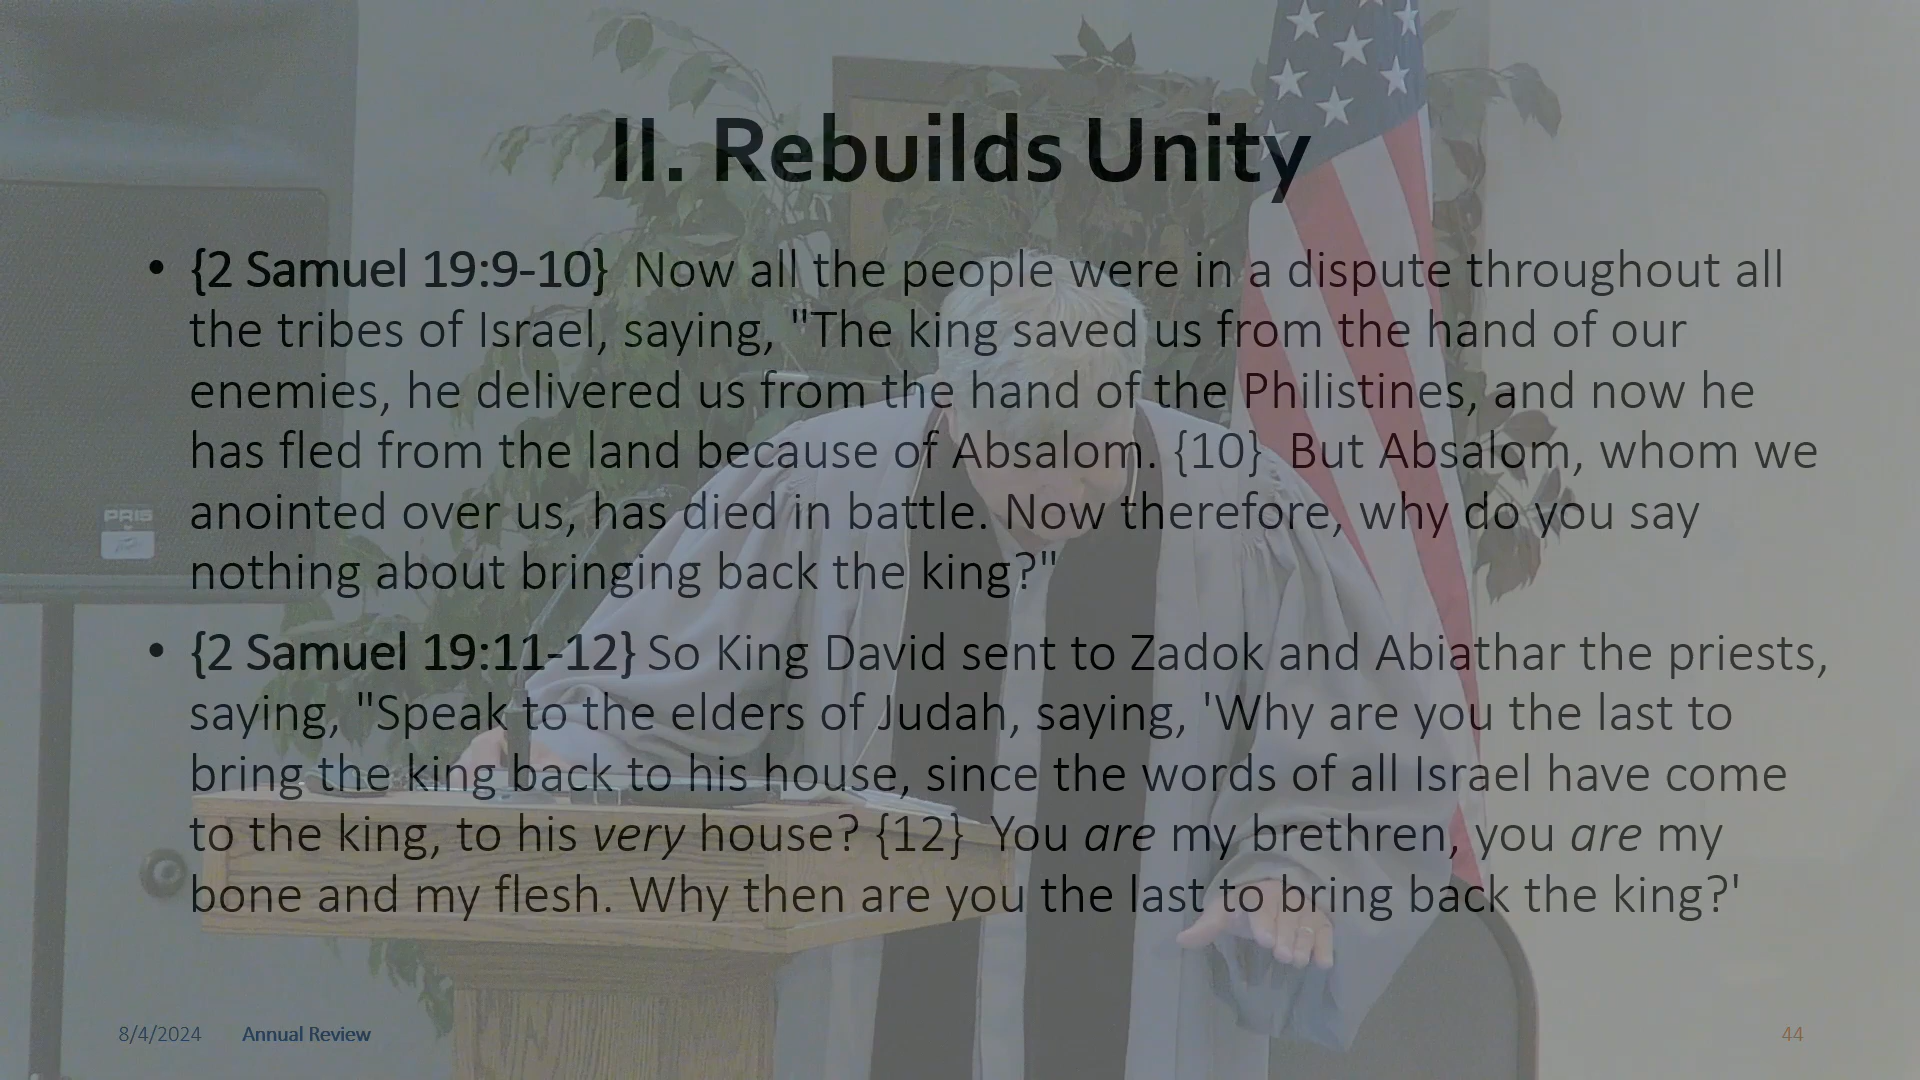 II. Rebuilds Unity
• {2 Samuel 19:9-10}  Now all the people were in a dispute throughout all
the tribes of Israel, saying, "The king saved us from the hand of our
enemies, he delivered us from the hand of the Philistines, and now he
has fled from the land because of Absalom. {10}  But Absalom, whom we
anointed over us, has died in battle. Now therefore, why do you say
nothing about bringing back the king?"
• {2 Samuel 19:11-12} So King David sent to Zadok and Abiathar the priests,
saying, "Speak to the elders of Judah, saying, 'Why are you the last to
bring the king back to his house, since the words of all Israel have come
to the king, to his very house? {12}  You are my brethren, you are my
bone and my flesh. Why then are you the last to bring back the king?'
8/4/2024 Annual Review 44